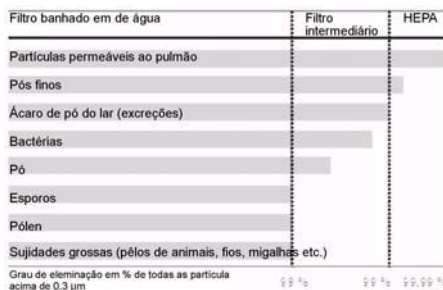 Filtro banhado em de água
Filtro
intermediário
HEPA
Partículas permeáveis ao pulmão
Pós finos
Ácaro de pó do lar (excreções)
Bactérias
Pó
Esporos
Pólen
Sujidades grossas (pêlos de animais, fios, migalhas etc.)
Grau de eleminação em % de todas as partícula
acima de 0,3 µm